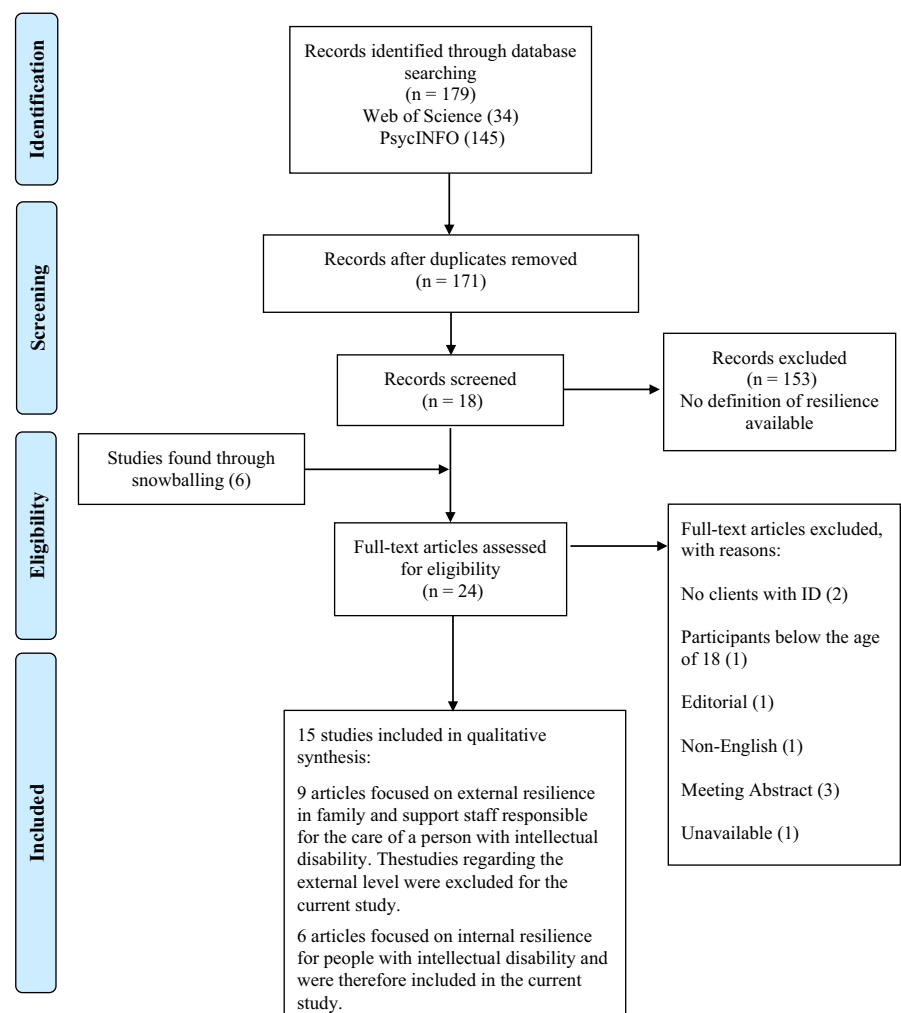 Identification
Records identified through database
searching
(n = 179)
Web of Science (34)
PsycINFO (145)
Screening
Records after duplicates removed
(n = 171)
Records screened
(n = 18)
Records excluded
(n = 153)
No definition of resilience
available
Eligibility
Studies found through
snowballing (6)
Full-text articles assessed
for eligibility
(n = 24)
Full-text articles excluded,
with reasons:
No clients with ID (2)
Participants below the age
of 18 (1)
Editorial (1)
Non-English (1)
Meeting Abstract (3)
Unavailable (1)
Included
15 studies included in qualitative
synthesis:
9 articles focused on external resilience
in family and support staff responsible
for the care of a person with intellectual
disability. Thestudies regarding the
external level were excluded for the
current study.
6 articles focused on internal resilience
for people with intellectual disability and
were therefore included in the current
study.